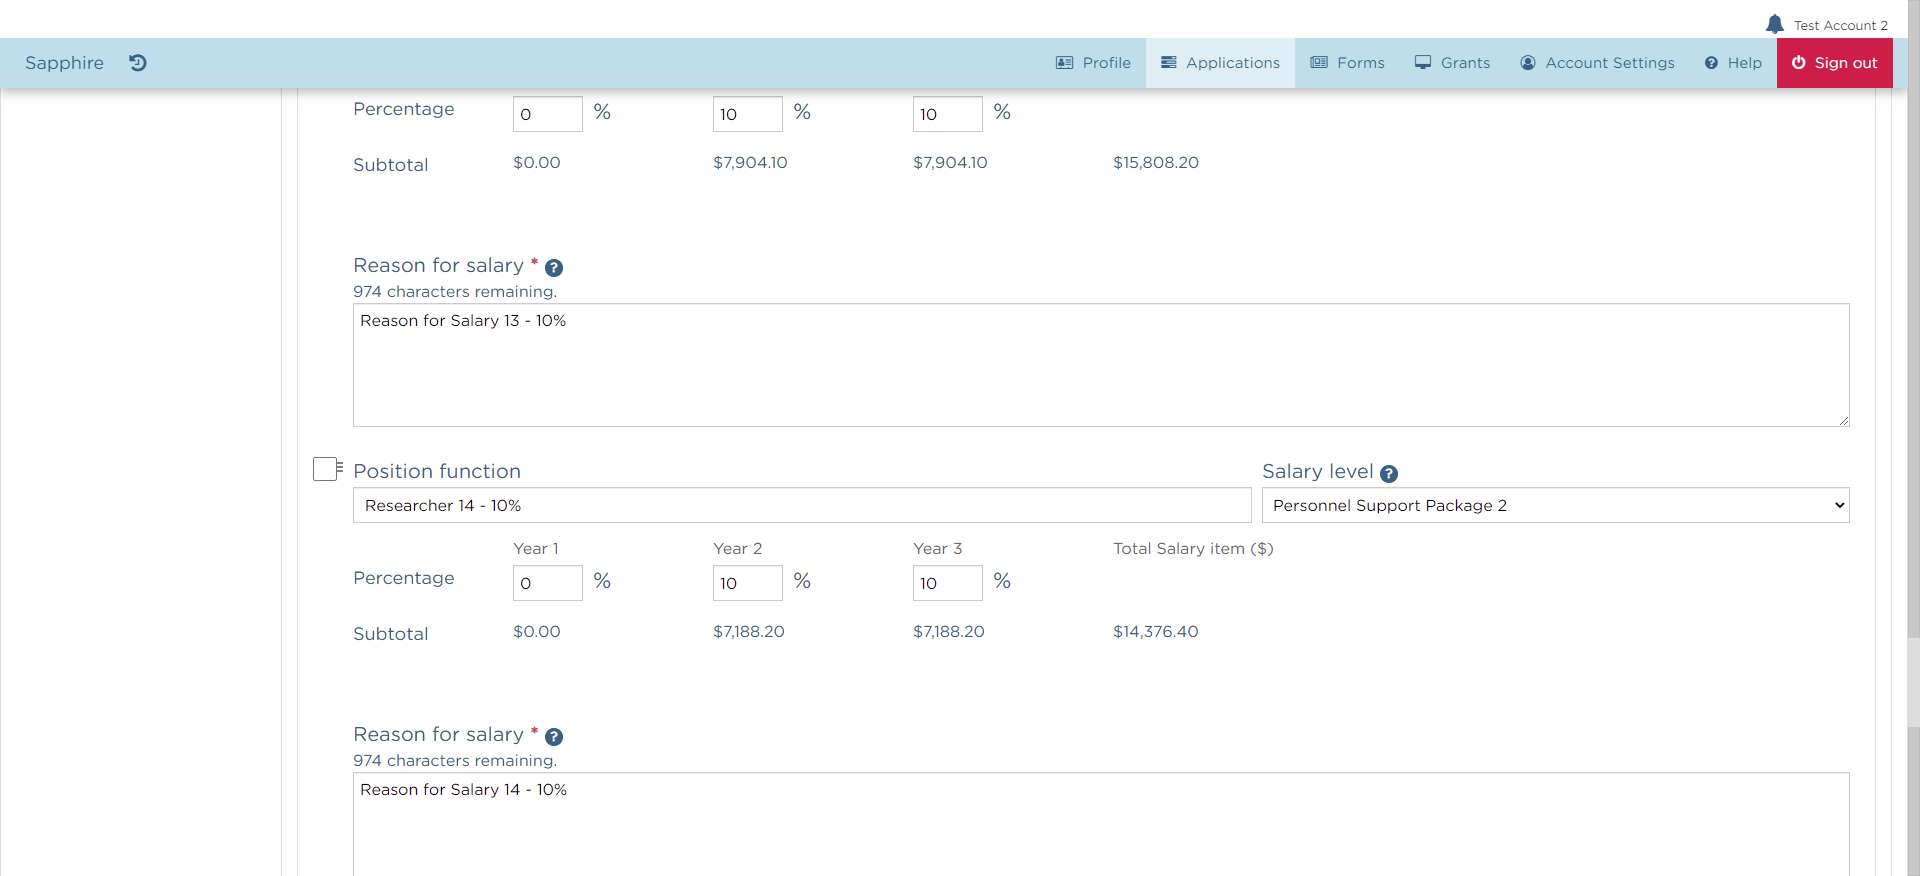 Test Account 2
Sapphire Profile Applications Forms Grants Account Settings Help Sign out
Percentage 0 % 10 % 10 %
Subtotal $0.00 $7,904.10 $7,904.10 $15,808.20
Reason for salary * ?
974 characters remaining.
Reason for Salary 13 - 10%
Position function Salary level ?
Researcher 14 - 10% Personnel Support Package 2
Year 1 Year 2 Year 3 Total Salary item ($)
Percentage 0 % 10 % 10 %
Subtotal $0.00 $7,188.20 $7,188.20 $14,376.40
Reason for salary * ?
974 characters remaining.
Reason for Salary 14 - 10%